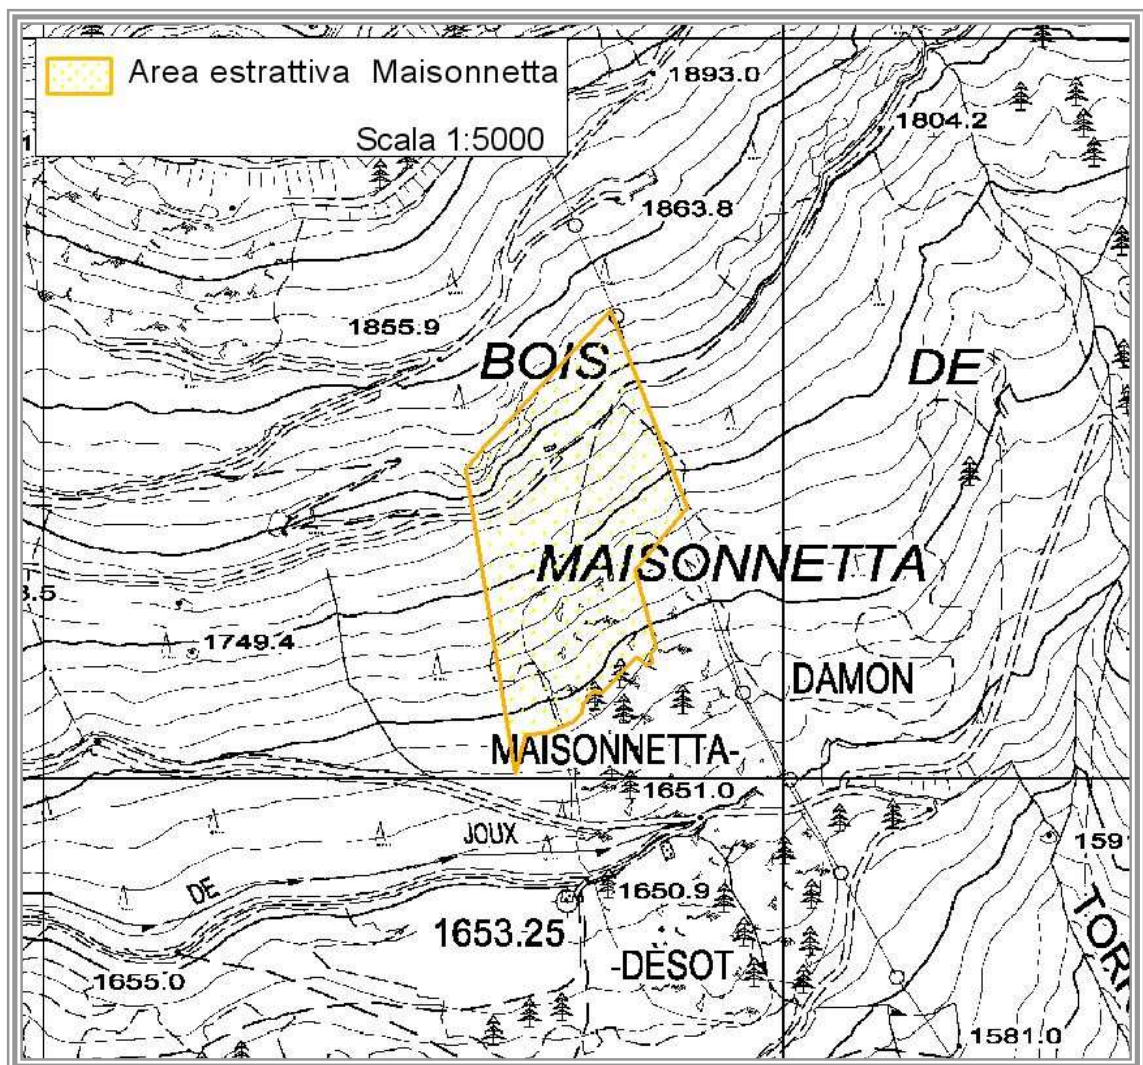 Area estrattiva Maisonnetta
Scala 1:5000
1893.0
1804.2
1863.8
1855.9
BOIS
DE
MAISONNETTA
1749.4
DAMON
MAISONNETTA-
1651.0
JOUX
DE
1650.9
1653.25
-DÈSOT
1655.0
1581.0